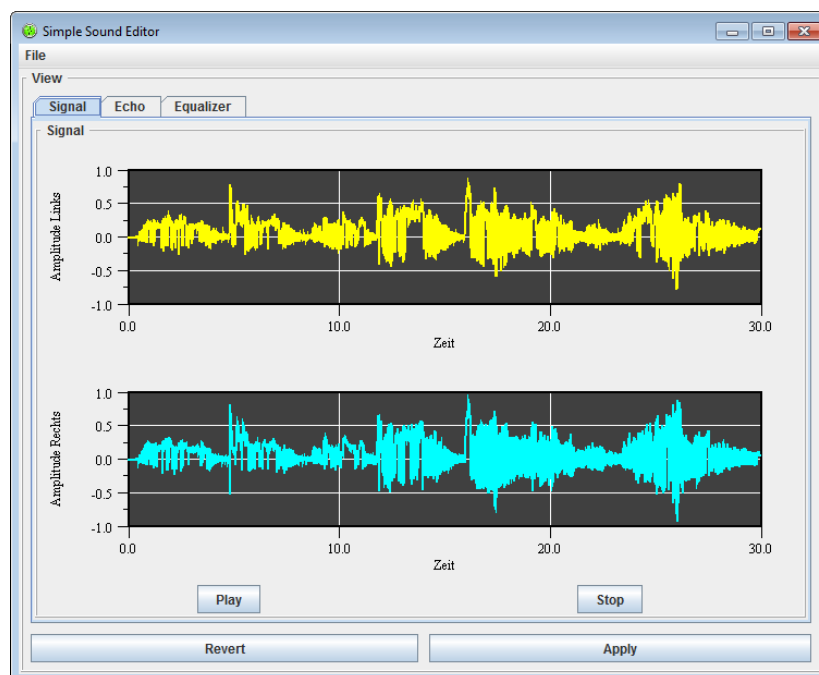 Simple Sound Editor
File
View
Signal Echo Equalizer
Signal
Amplitude Links
1.0
0.5
0.0
-0.5
-1.0
0.0 10.0 20.0 30.0
Zeit
Amplitude Rechts
1.0
0.5
0.0
-0.5
-1.0
0.0 10.0 20.0 30.0
Zeit
Play Stop
Revert Apply